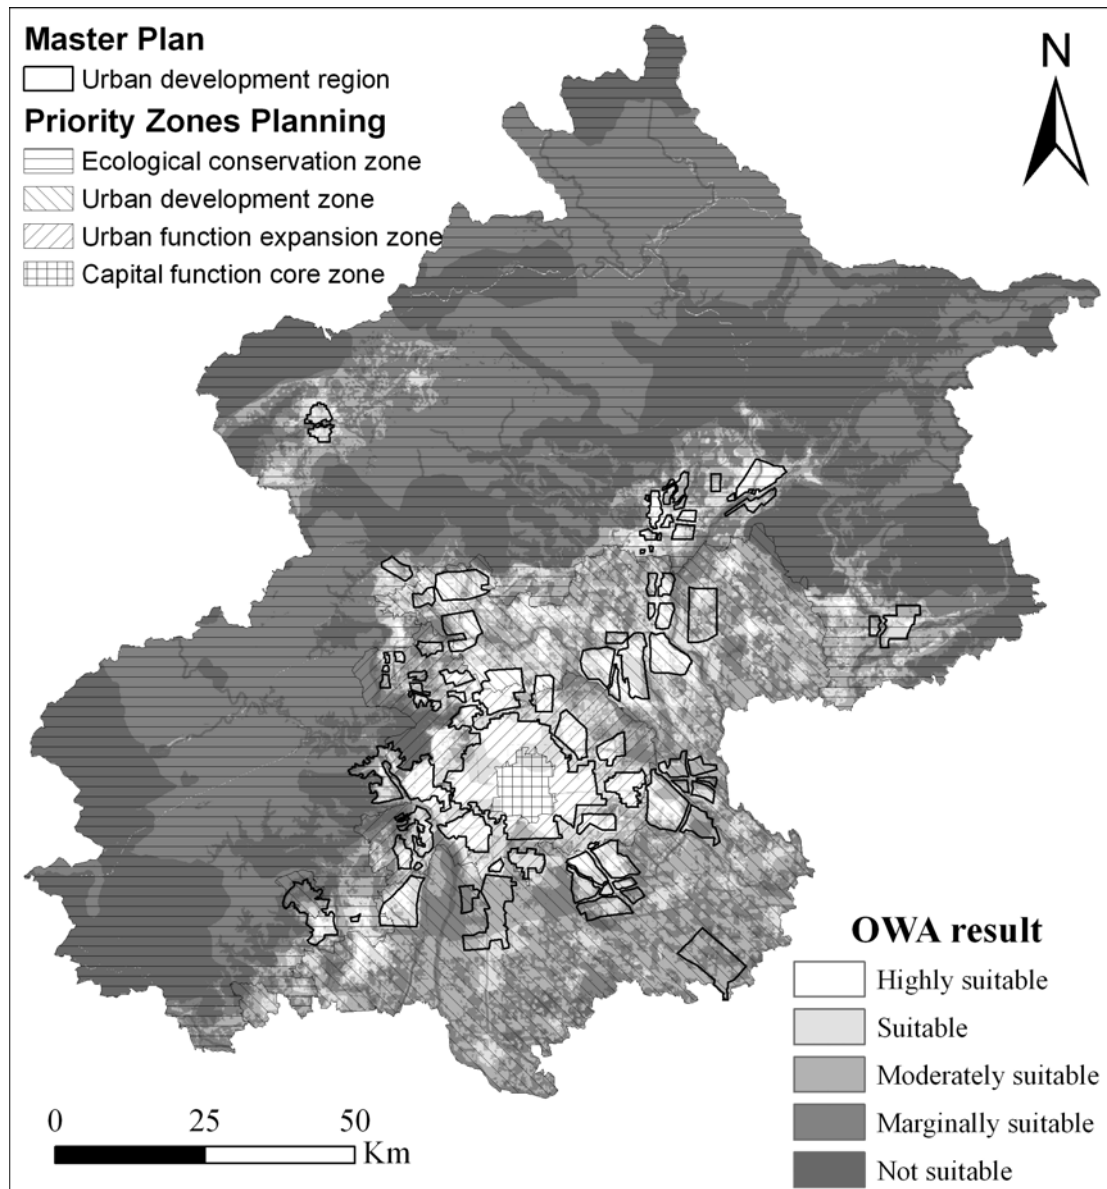 Master Plan
Urban development region
Priority Zones Planning
Ecological conservation zone
Urban development zone
Urban function expansion zone
Capital function core zone
N
OWA result
Highly suitable
Suitable
Moderately suitable
Marginally suitable
Not suitable
0 25 50
Km